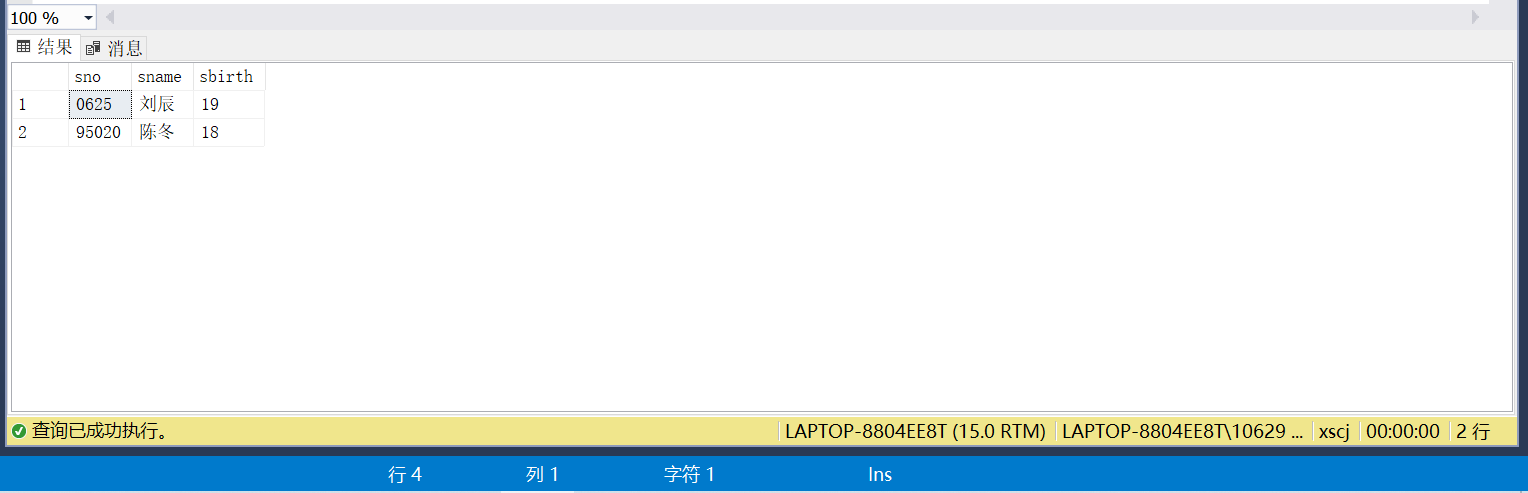 100 %
结果 消息
sno sname sbirth
1 0625 刘辰 19
2 95020 陈冬 18
查询已成功执行。 LAPTOP-8804EE8T (15.0 RTM) LAPTOP-8804EE8T\10629 ... xscj 00:00:00 2 行
行 4 列 1 字符 1 Ins